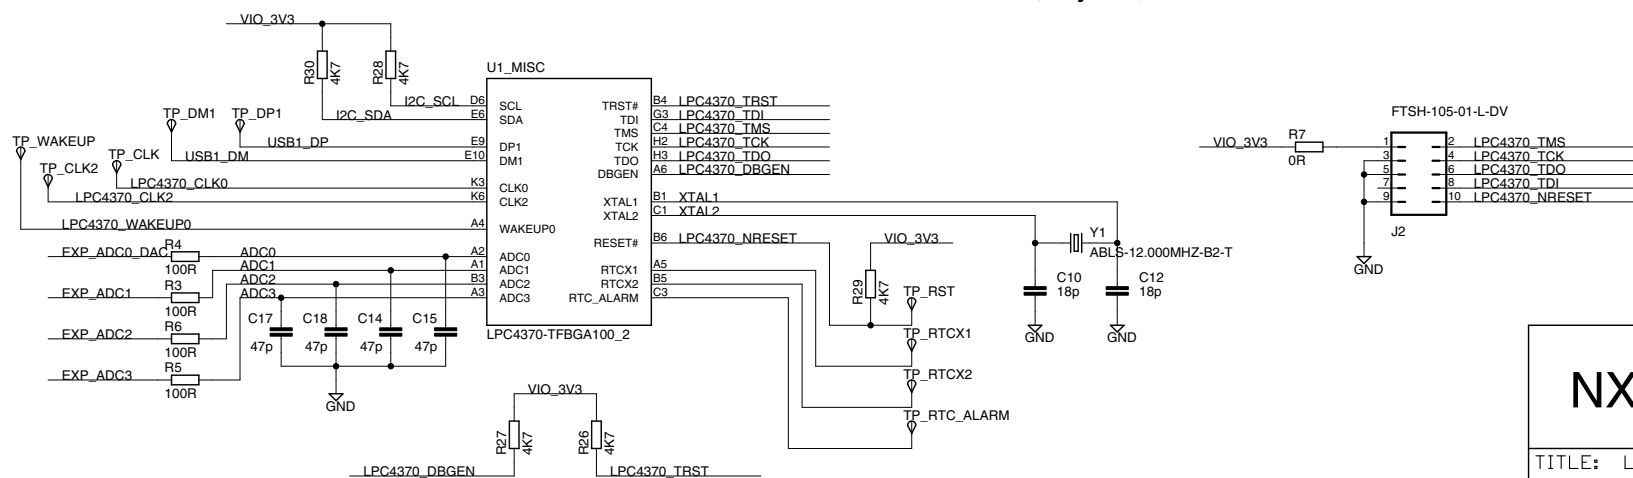 VIO_3V3
R30
4K7
R28
4K7
U1_MISC
I2C_SCL D6 SCL
I2C_SDA E6 SDA
TP_DM1 TP_DP1
USB1_DP E9 DP1
USB1_DM E10 DM1
TP_WAKEUP
TP_CLK
TP_CLK2
LPC4370_CLK0 K3 CLK0
LPC4370_CLK2 K6 CLK2
LPC4370_WAKEUP0 A4 WAKEUP0
EXP_ADC0_DAC R4 100R ADC0 A2 ADC0
EXP_ADC1 R3 100R ADC1 A1 ADC1
EXP_ADC2 R6 100R ADC2 B3 ADC2
EXP_ADC3 R5 100R ADC3 A3 ADC3
C17 C18 C14 C15
47p 47p 47p 47p
GND
TRST# B4 LPC4370_TRST
TDI G3 LPC4370_TDI
TMS C4 LPC4370_TMS
TCK H2 LPC4370_TCK
TDO H3 LPC4370_TDO
DBGEN A6 LPC4370_DBGEN
XTAL1 B1 XTAL1
XTAL2 C1 XTAL2
RESET# B6 LPC4370_NRESET
RTCX1 A5
RTCX2 B5
RTC_ALARM C3
LPC4370-TFBGA100_2
VIO_3V3
R29
4K7
TP_RST
TP_RTCX1
TP_RTCX2
TP_RTC_ALARM
Y1
ABLS-12.000MHZ-B2-T
C10
18p
C12
18p
GND
GND
VIO_3V3
R27
4K7
R26
4K7
LPC4370_DBGEN
LPC4370_TRST
FTSH-105-01-L-DV
VIO_3V3 R7
0R
1 2 LPC4370_TMS
3 4 LPC4370_TCK
5 6 LPC4370_TDO
7 8 LPC4370_TDI
9 10 LPC4370_NRESET
J2
GND
NX
TITLE: L